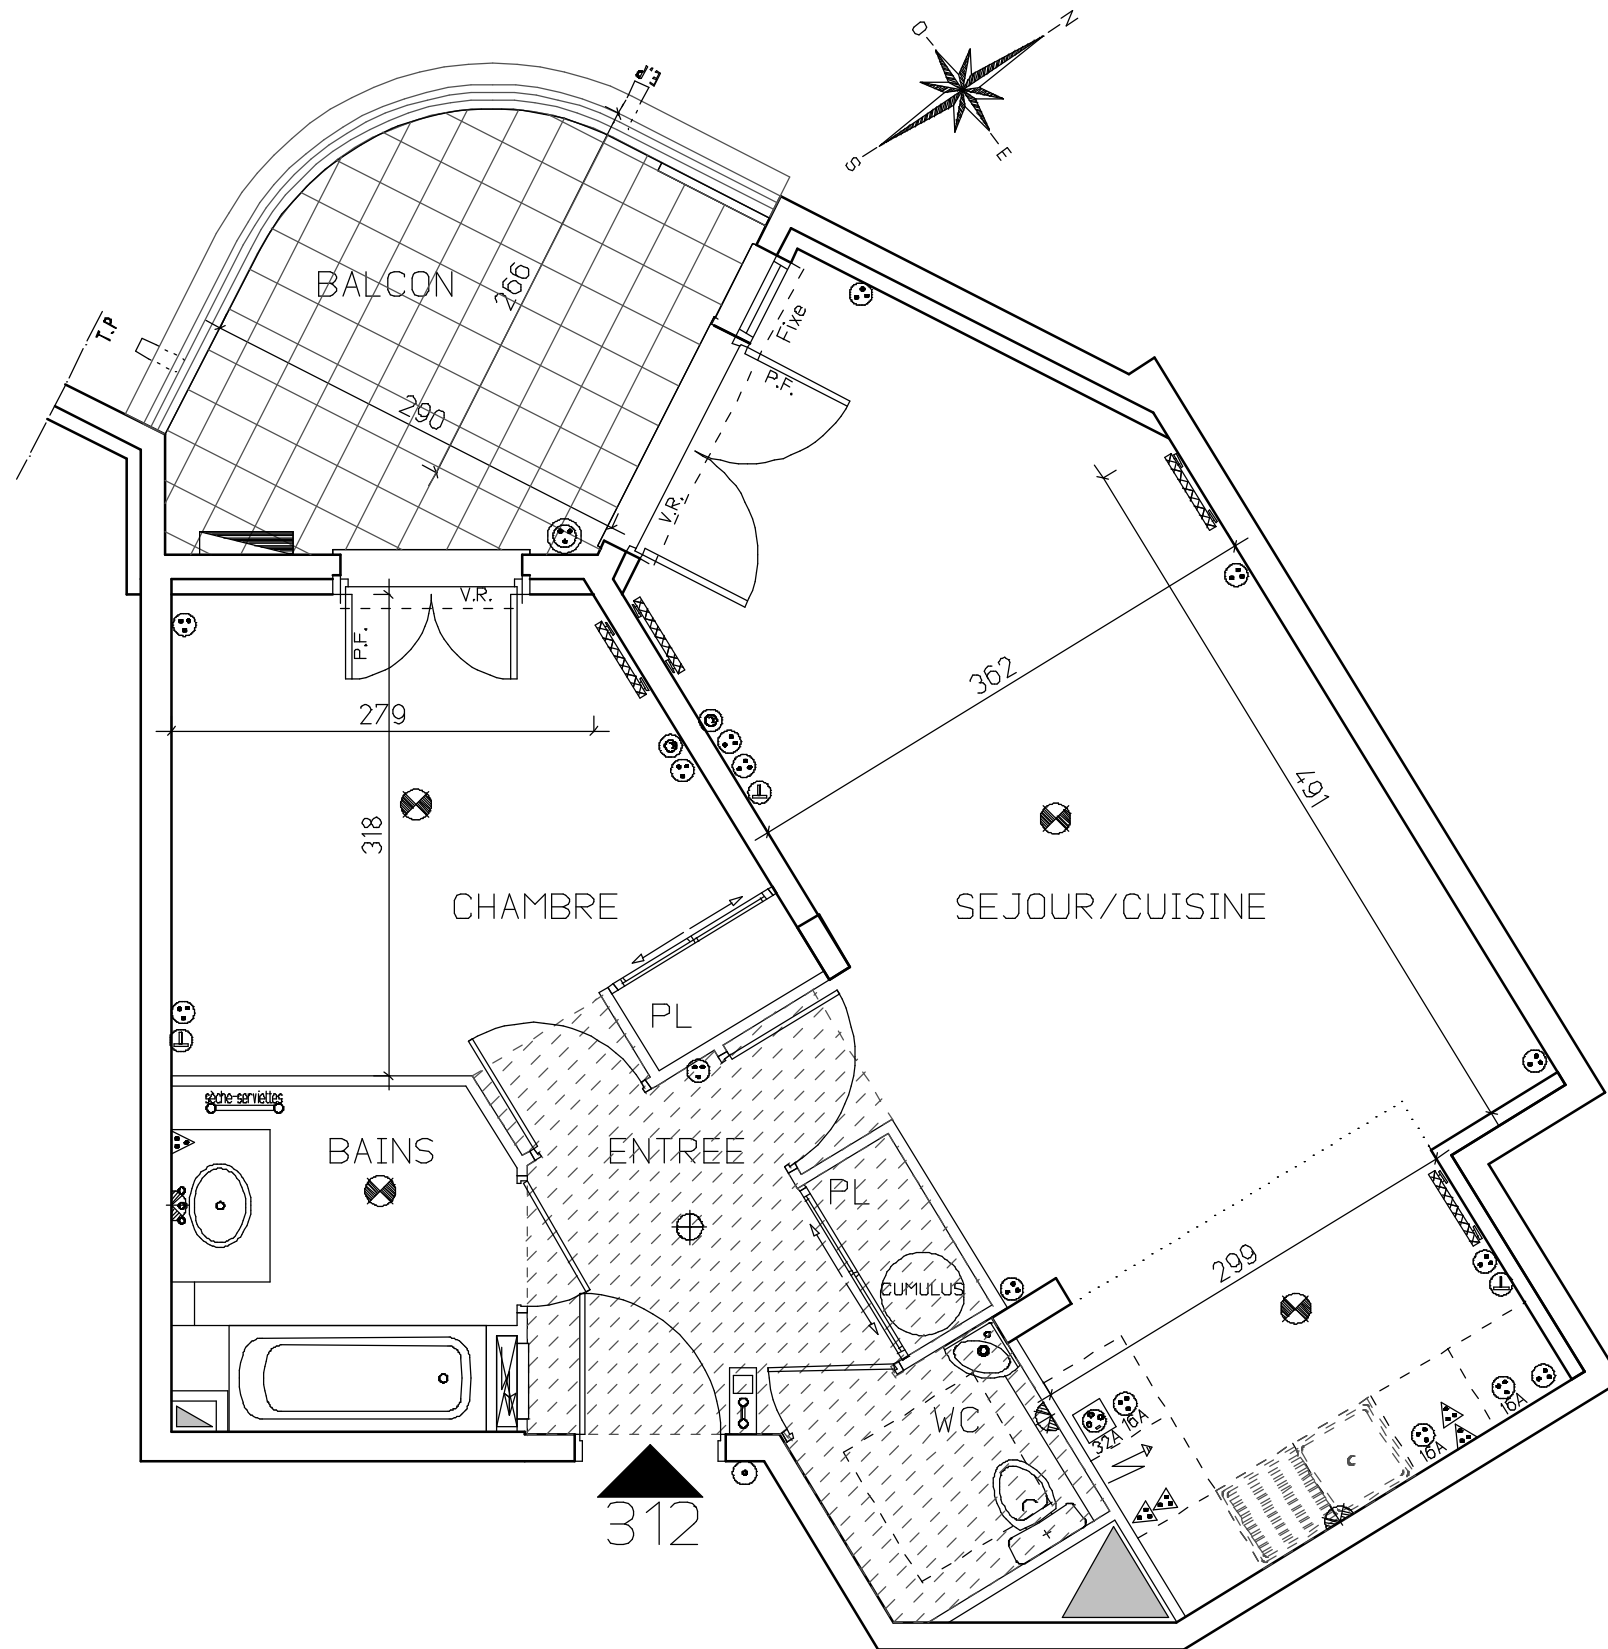 N
O
E
S
E.P
T.P
BALCON
266
290
Fixe
P.F.
V.R.
V.R.
P.F.
279
362
491
318
CHAMBRE
SEJOUR/CUISINE
PL
sèche-serviettes
BAINS
ENTREE
PL
CUMULUS
299
WC
32A
16A
16A
16A
C
312